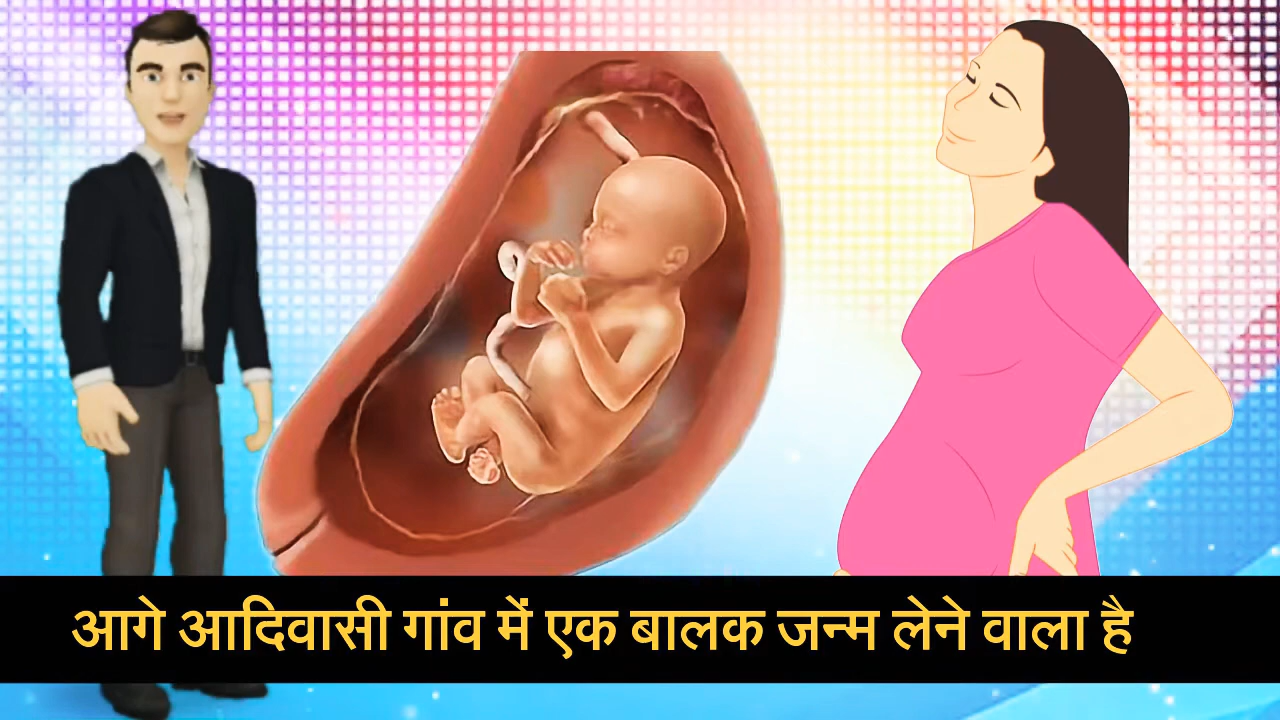 आगे आदिवासी गांव में एक बालक जन्म लेने वाला है